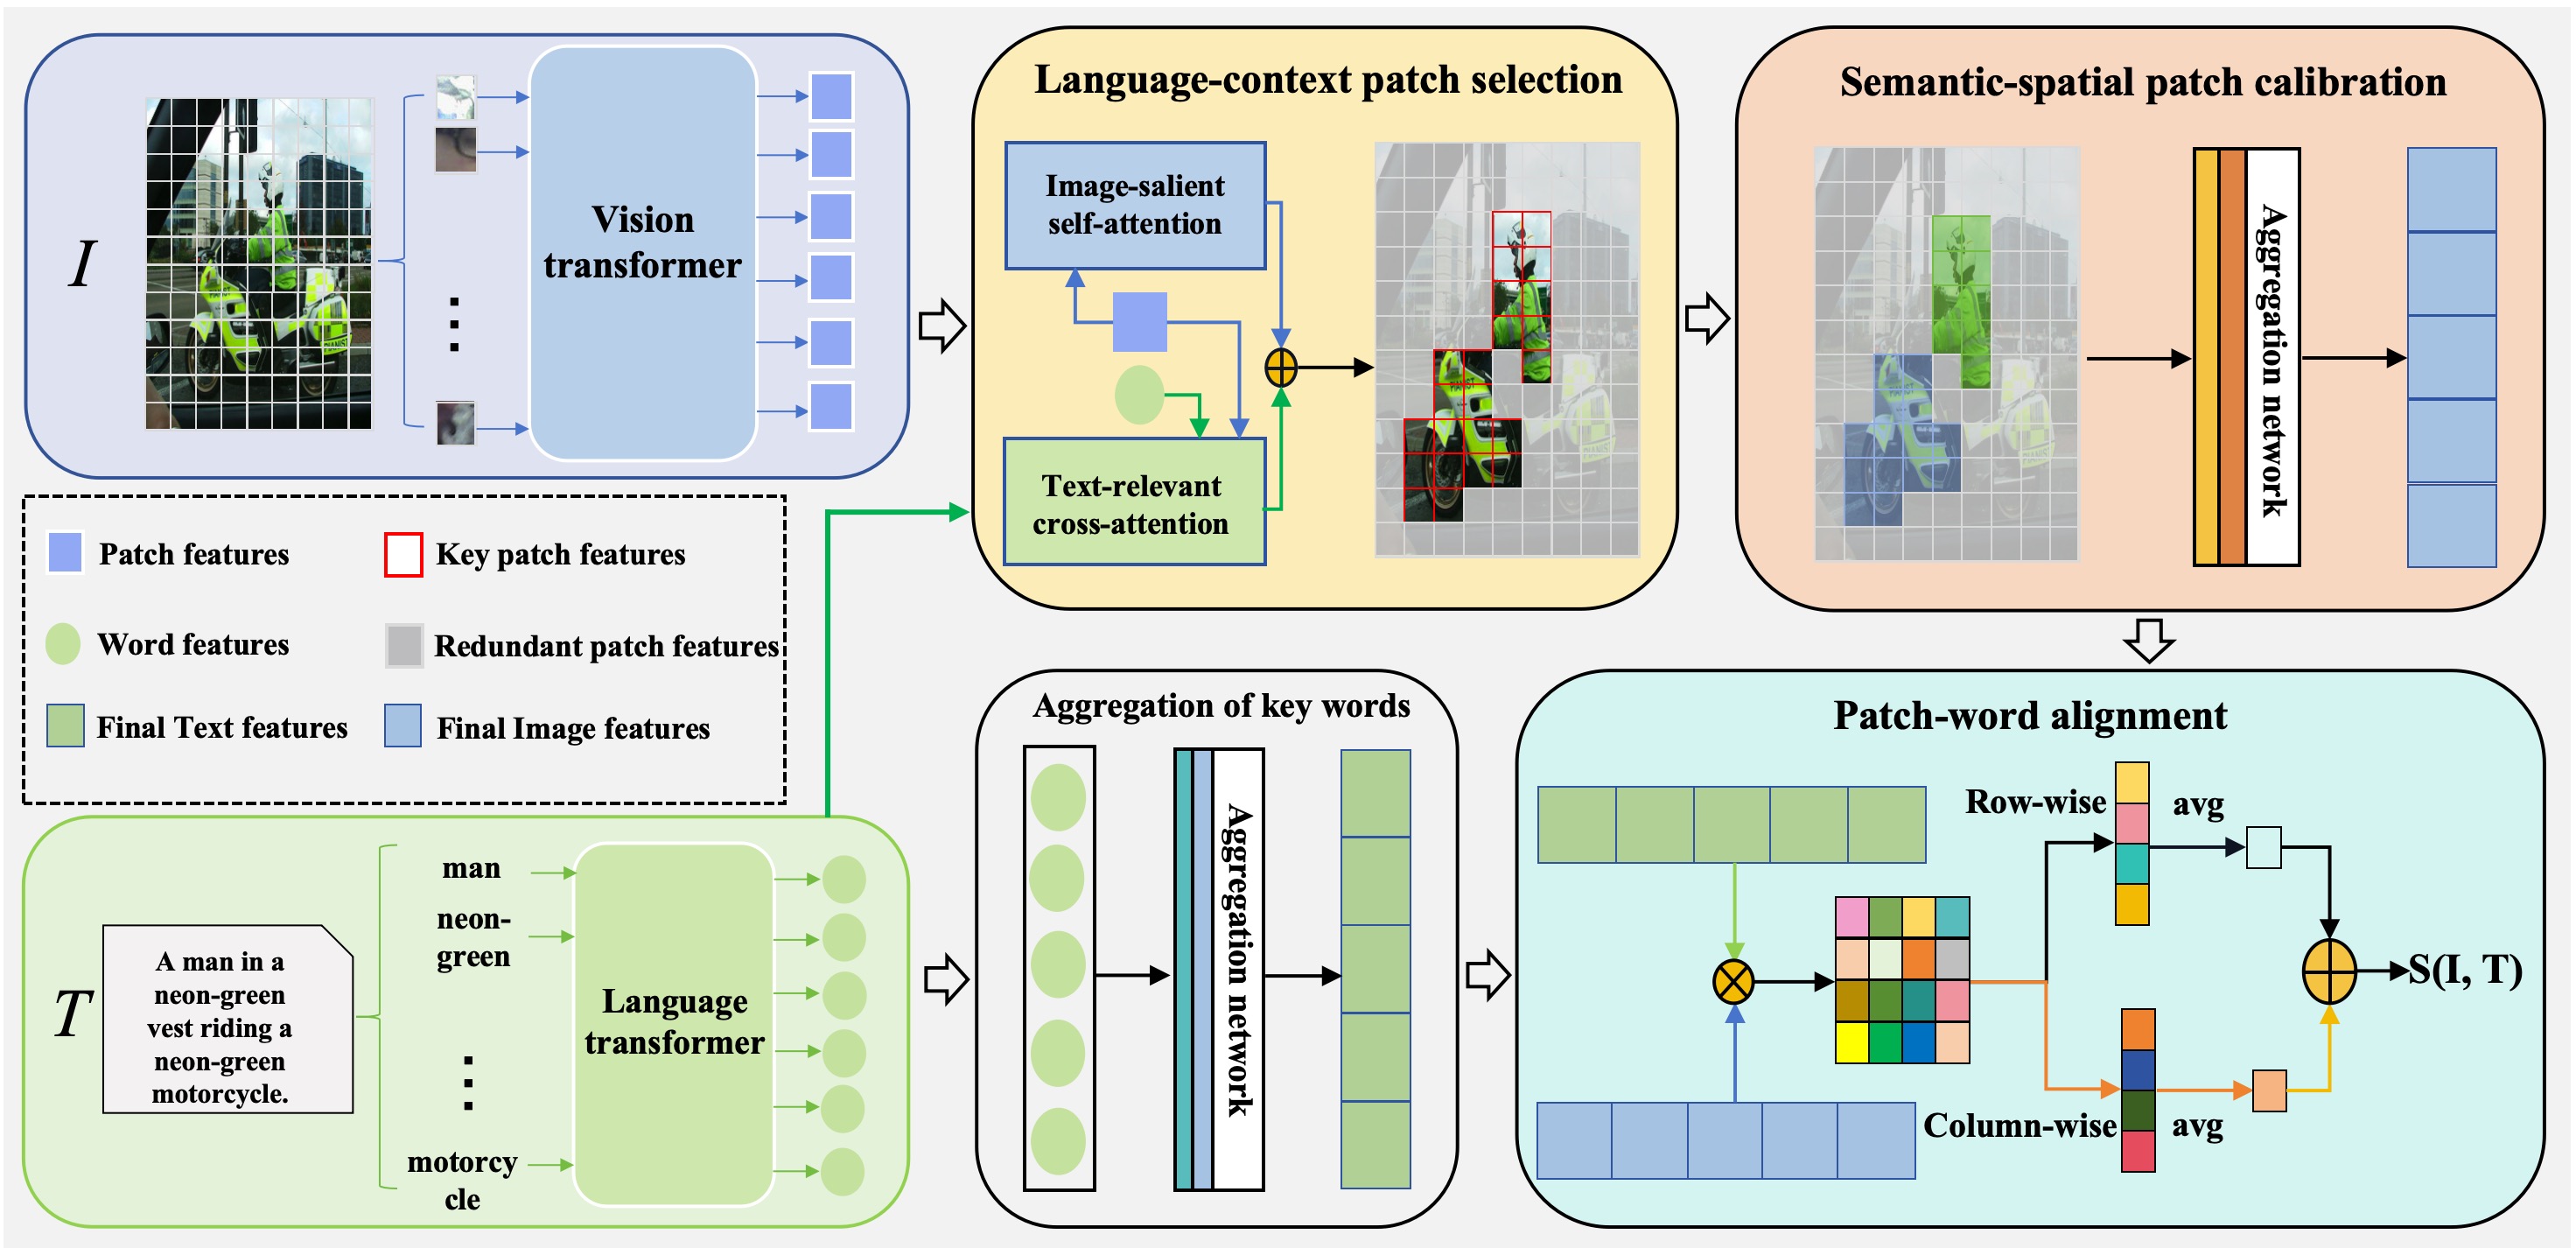 I
Vision
transformer
Language-context patch selection
Image-salient
self-attention
Text-relevant
cross-attention
Semantic-spatial patch calibration
Aggregation network
Patch features
Key patch features
Word features
Redundant patch features
Final Text features
Final Image features
T
A man in a
neon-green
vest riding a
neon-green
motorcycle.
man
neon-
green
motorcy
cle
Language
transformer
Aggregation of key words
Aggregation network
Patch-word alignment
Row-wise
avg
Column-wise
avg
S(I, T)